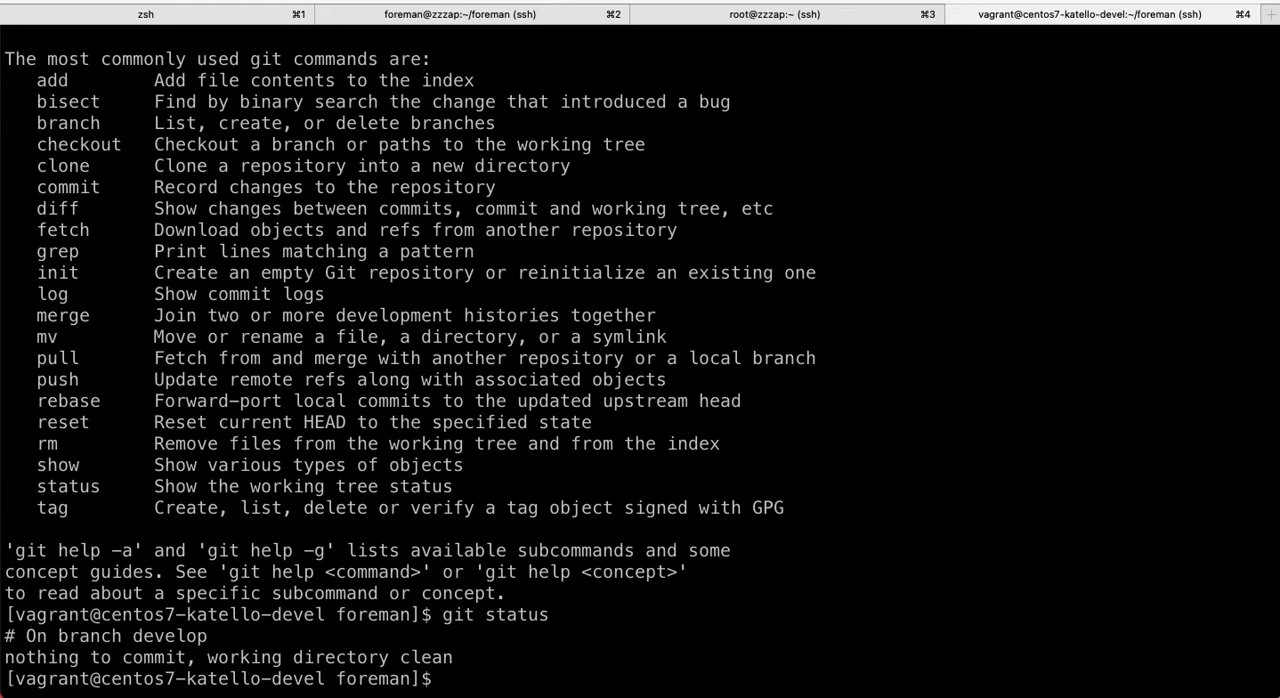 zsh ⌘1 foreman@zzzap:~/foreman (ssh) ⌘2 root@zzzap:~ (ssh) ⌘3 vagrant@centos7-katello-devel:~/foreman (ssh) ⌘4 +
The most commonly used git commands are:
   add        Add file contents to the index
   bisect     Find by binary search the change that introduced a bug
   branch     List, create, or delete branches
   checkout   Checkout a branch or paths to the working tree
   clone      Clone a repository into a new directory
   commit     Record changes to the repository
   diff       Show changes between commits, commit and working tree, etc
   fetch      Download objects and refs from another repository
   grep       Print lines matching a pattern
   init       Create an empty Git repository or reinitialize an existing one
   log        Show commit logs
   merge      Join two or more development histories together
   mv         Move or rename a file, a directory, or a symlink
   pull       Fetch from and merge with another repository or a local branch
   push       Update remote refs along with associated objects
   rebase     Forward-port local commits to the updated upstream head
   reset      Reset current HEAD to the specified state
   rm         Remove files from the working tree and from the index
   show       Show various types of objects
   status     Show the working tree status
   tag        Create, list, delete or verify a tag object signed with GPG
'git help -a' and 'git help -g' lists available subcommands and some
concept guides. See 'git help <command>' or 'git help <concept>'
to read about a specific subcommand or concept.
[vagrant@centos7-katello-devel foreman]$ git status
# On branch develop
nothing to commit, working directory clean
[vagrant@centos7-katello-devel foreman]$